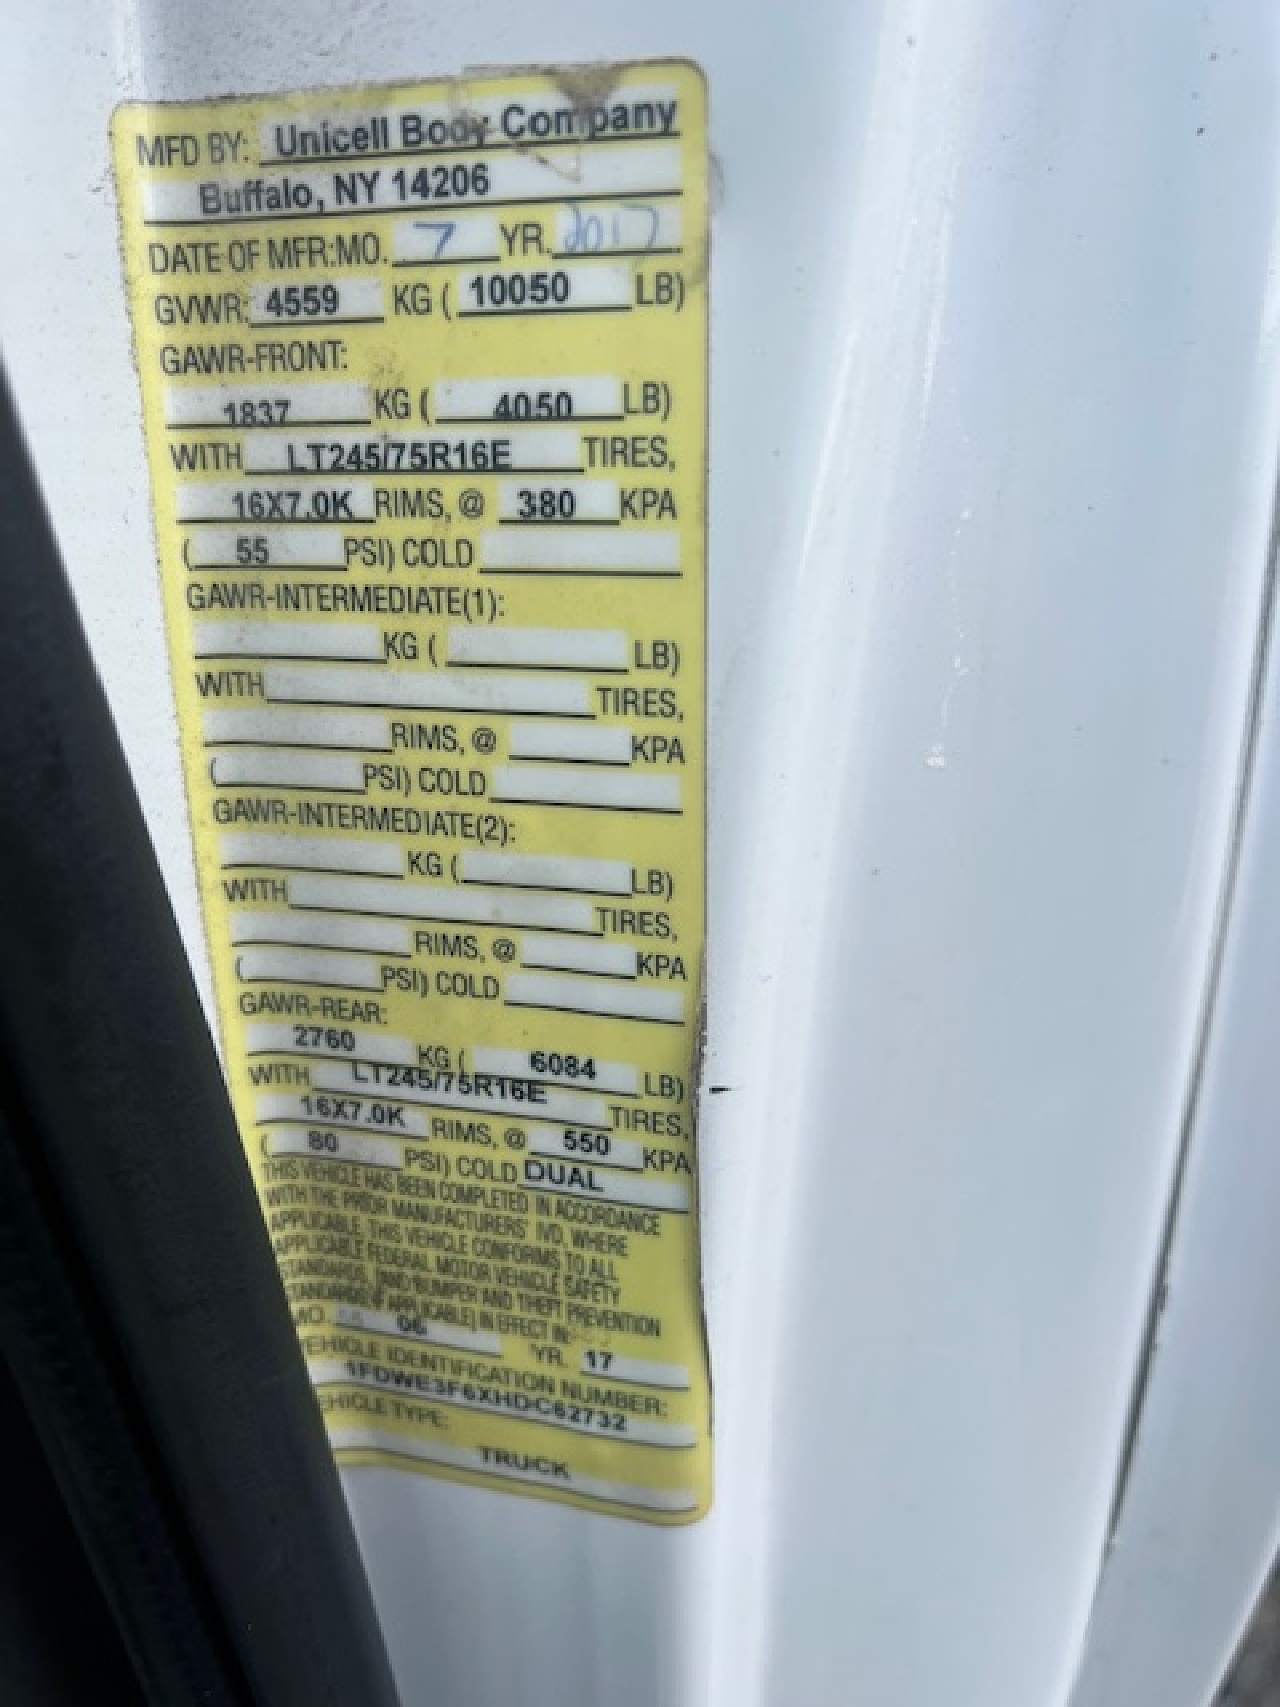 MFD BY: Unicell Body Company
Buffalo, NY 14206
DATE OF MFR:MO. 7 YR. 2017
GVWR: 4559 KG ( 10050 LB)
GAWR-FRONT:
1837 KG ( 4050 LB)
WITH LT245/75R16E TIRES,
16X7.0K RIMS, @ 380 KPA
( 55 PSI) COLD
GAWR-INTERMEDIATE(1):
KG ( LB)
WITH TIRES,
RIMS, @ KPA
( PSI) COLD
GAWR-INTERMEDIATE(2):
KG ( LB)
WITH TIRES,
RIMS, @ KPA
( PSI) COLD
GAWR-REAR:
2760 KG ( 6084 LB)
WITH LT245/75R16E TIRES,
16X7.0K RIMS, @ 550 KPA
( 80 PSI) COLD DUAL
THIS VEHICLE HAS BEEN COMPLETED IN ACCORDANCE
WITH THE PRIOR MANUFACTURERS' IVD, WHERE
APPLICABLE. THIS VEHICLE CONFORMS TO ALL
APPLICABLE FEDERAL MOTOR VEHICLE SAFETY
STANDARDS, [AND BUMPER AND THEFT PREVENTION
STANDARDS, IF APPLICABLE] IN EFFECT IN:
MO. 06 YR. 17
VEHICLE IDENTIFICATION NUMBER:
1FDWE3F6XHDC62732
VEHICLE TYPE:
TRUCK